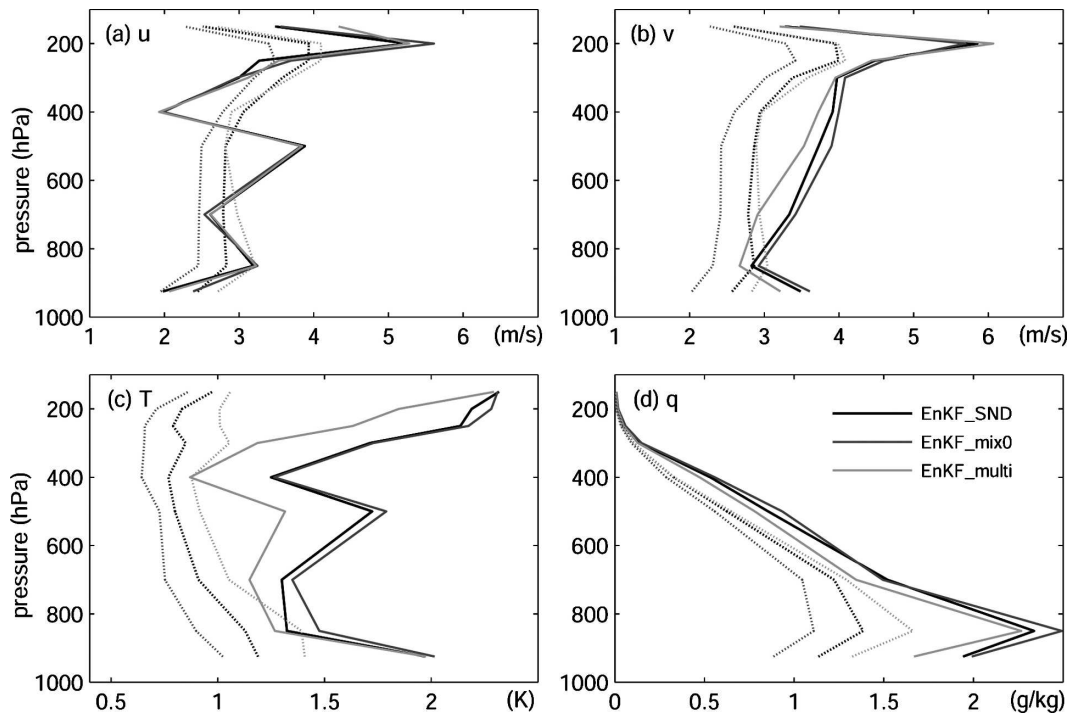 (a) u
200
400
600
800
1000
pressure (hPa)
1 2 3 4 5 6 (m/s)
(b) v
200
400
600
800
1000
1 2 3 4 5 6 (m/s)
(c) T
200
400
600
800
1000
pressure (hPa)
0.5 1 1.5 2 (K)
(d) q
EnKF_SND
EnKF_mix0
EnKF_multi
200
400
600
800
1000
0 0.5 1 1.5 2 (g/kg)